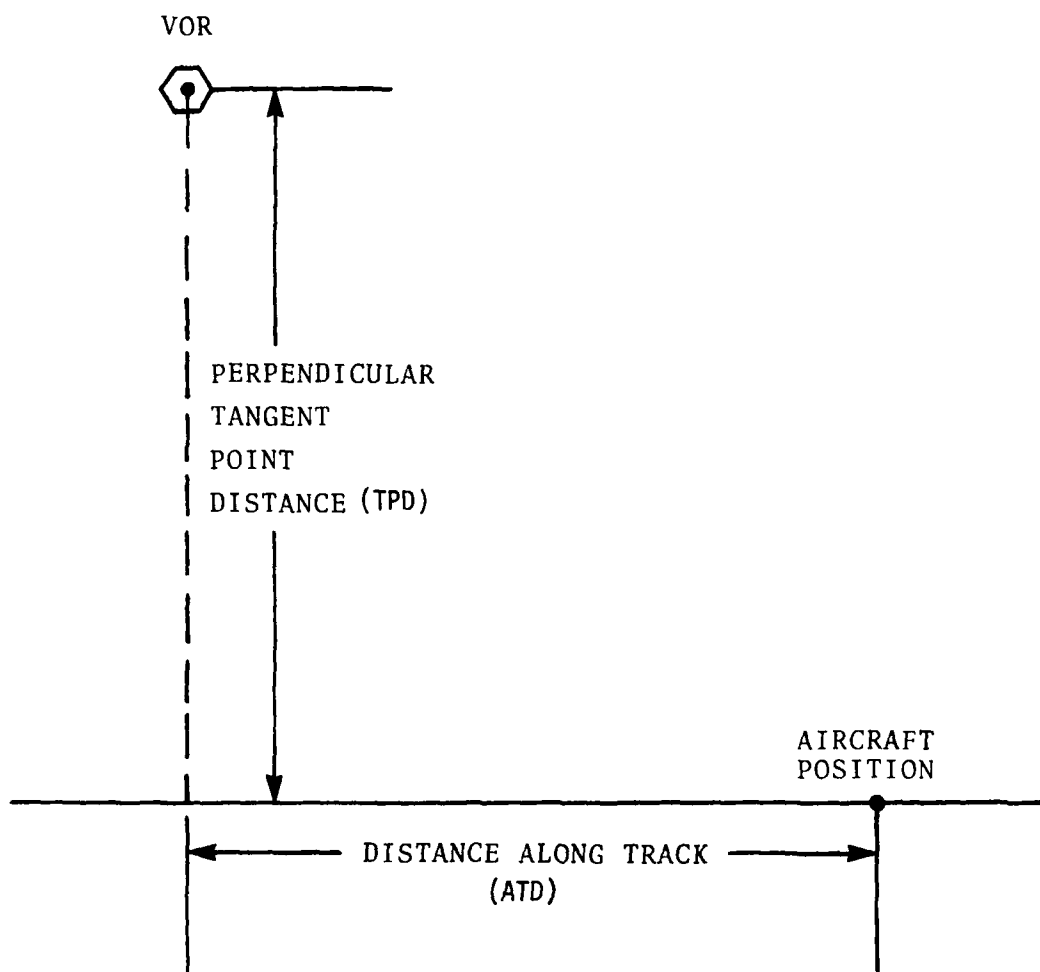 VOR
PERPENDICULAR
TANGENT
POINT
DISTANCE (TPD)
AIRCRAFT
POSITION
DISTANCE ALONG TRACK
(ATD)